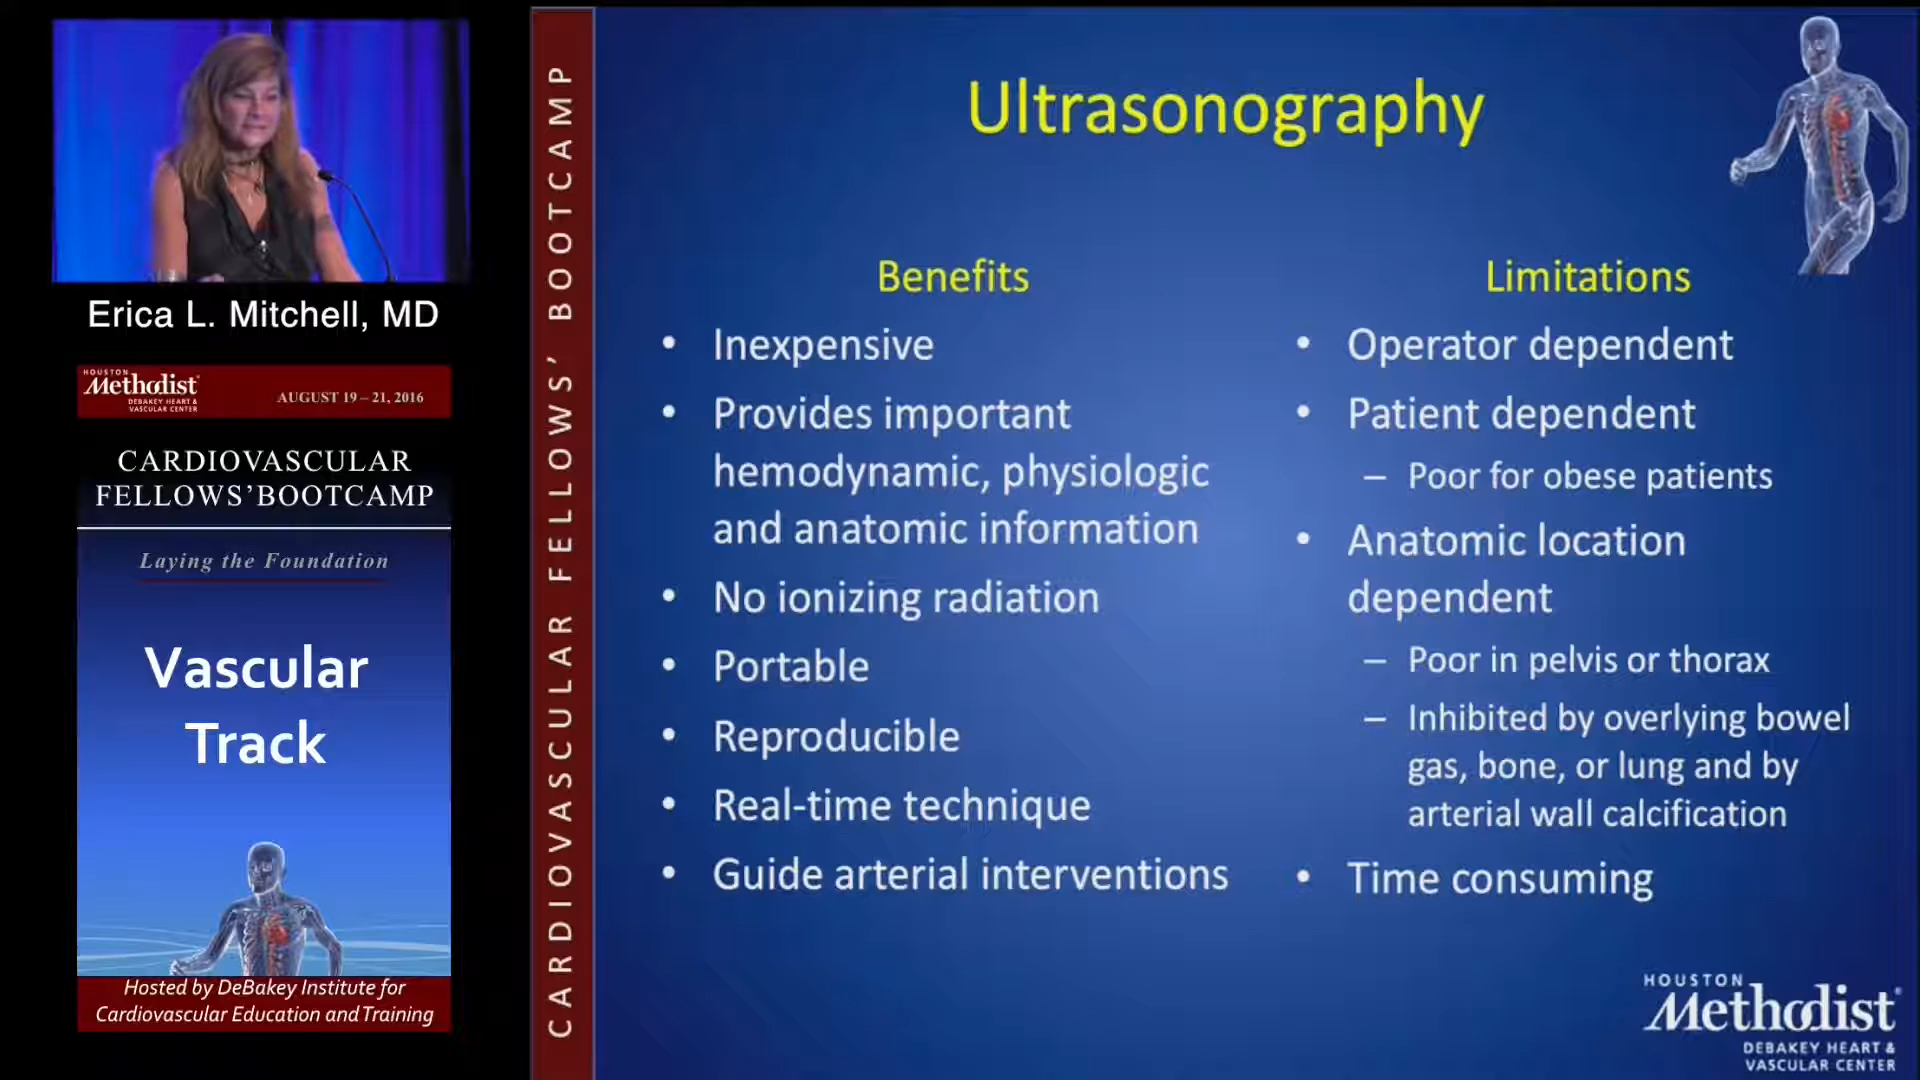 Erica L. Mitchell, MD
HOUSTON
Methodist
DEBAKEY HEART &
VASCULAR CENTER
AUGUST 19 – 21, 2016
CARDIOVASCULAR
FELLOWS'BOOTCAMP
Laying the Foundation
Vascular
Track
Hosted by DeBakey Institute for
Cardiovascular Education and Training
CARDIOVASCULAR FELLOWS' BOOTCAMP
Ultrasonography
Benefits
• Inexpensive
• Provides important
hemodynamic, physiologic
and anatomic information
• No ionizing radiation
• Portable
• Reproducible
• Real-time technique
• Guide arterial interventions
Limitations
• Operator dependent
• Patient dependent
– Poor for obese patients
• Anatomic location
dependent
– Poor in pelvis or thorax
– Inhibited by overlying bowel
gas, bone, or lung and by
arterial wall calcification
• Time consuming
HOUSTON
Methodist
DEBAKEY HEART &
VASCULAR CENTER